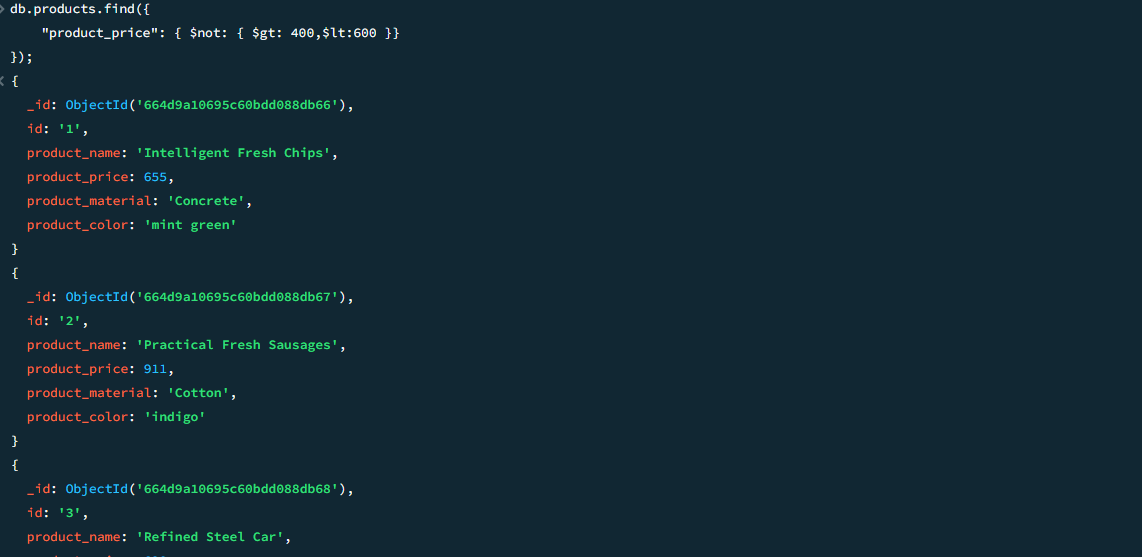 db.products.find({
"product_price": { $not: { $gt: 400,$lt:600 }}
});
{
_id: ObjectId('664d9a10695c60bdd088db66'),
id: '1',
product_name: 'Intelligent Fresh Chips',
product_price: 655,
product_material: 'Concrete',
product_color: 'mint green'
}
{
_id: ObjectId('664d9a10695c60bdd088db67'),
id: '2',
product_name: 'Practical Fresh Sausages',
product_price: 911,
product_material: 'Cotton',
product_color: 'indigo'
}
{
_id: ObjectId('664d9a10695c60bdd088db68'),
id: '3',
product_name: 'Refined Steel Car',